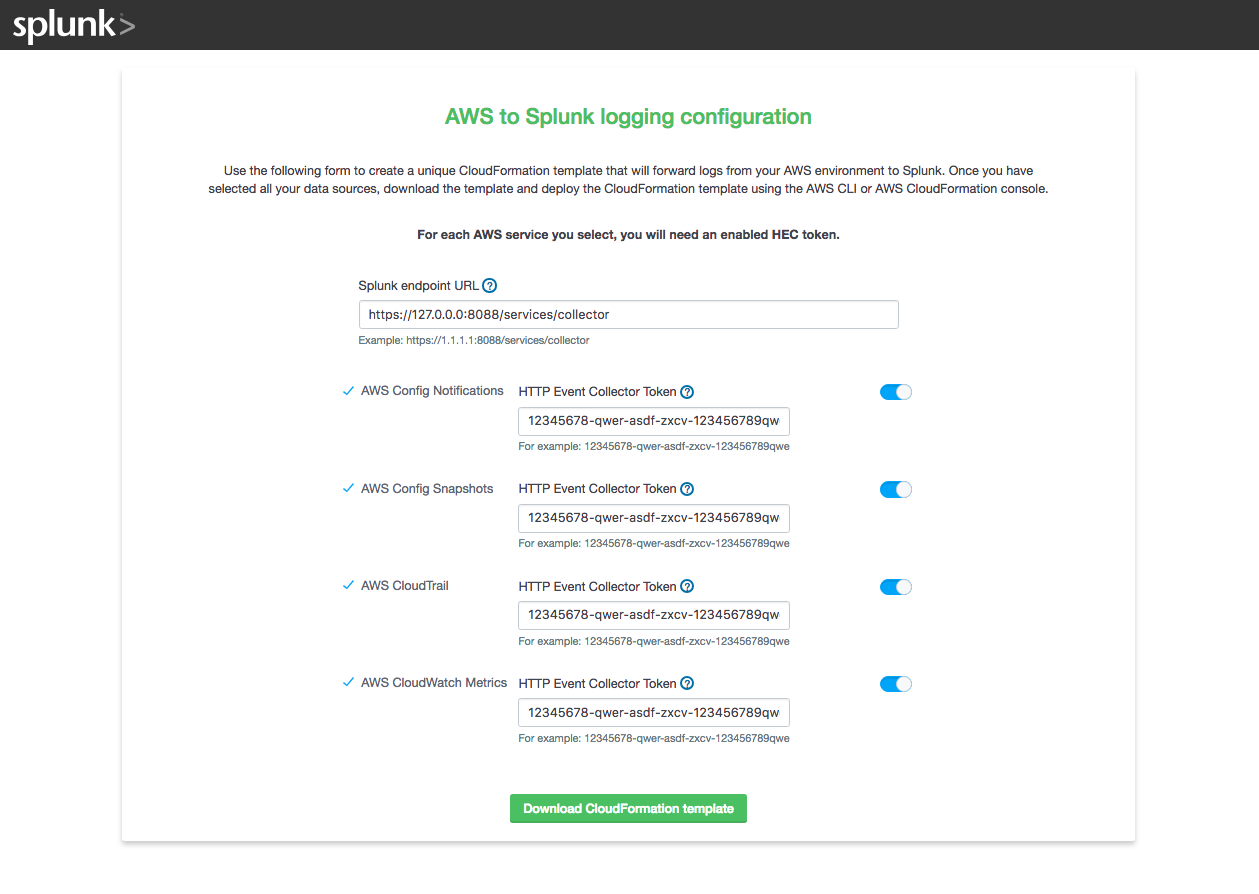 splunk>
AWS to Splunk logging configuration
Use the following form to create a unique CloudFormation template that will forward logs from your AWS environment to Splunk. Once you have
selected all your data sources, download the template and deploy the CloudFormation template using the AWS CLI or AWS CloudFormation console.
For each AWS service you select, you will need an enabled HEC token.
Splunk endpoint URL ?
https://127.0.0.0:8088/services/collector
Example: https://1.1.1.1:8088/services/collector
AWS Config Notifications HTTP Event Collector Token ?
12345678-qwer-asdf-zxcv-123456789qw
For example: 12345678-qwer-asdf-zxcv-123456789qwe
AWS Config Snapshots HTTP Event Collector Token ?
12345678-qwer-asdf-zxcv-123456789qw
For example: 12345678-qwer-asdf-zxcv-123456789qwe
AWS CloudTrail HTTP Event Collector Token ?
12345678-qwer-asdf-zxcv-123456789qw
For example: 12345678-qwer-asdf-zxcv-123456789qwe
AWS CloudWatch Metrics HTTP Event Collector Token ?
12345678-qwer-asdf-zxcv-123456789qw
For example: 12345678-qwer-asdf-zxcv-123456789qwe
Download CloudFormation template